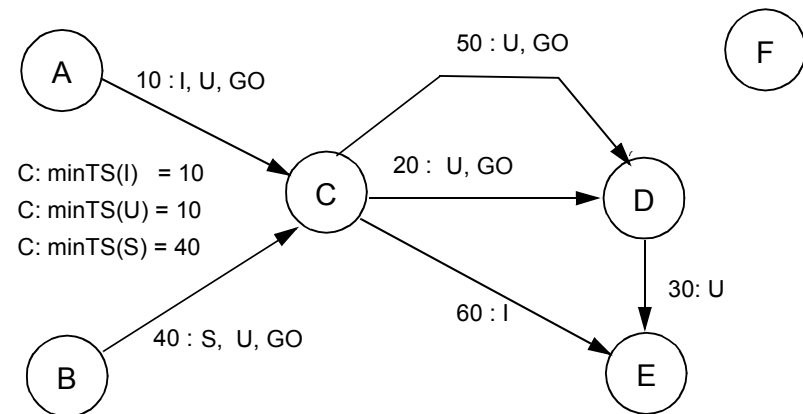 50 : U, GO
F
A
10 : I, U, GO
C: minTS(I) = 10
C: minTS(U) = 10
C: minTS(S) = 40
C
20 : U, GO
D
30: U
60 : I
40 : S, U, GO
B
E